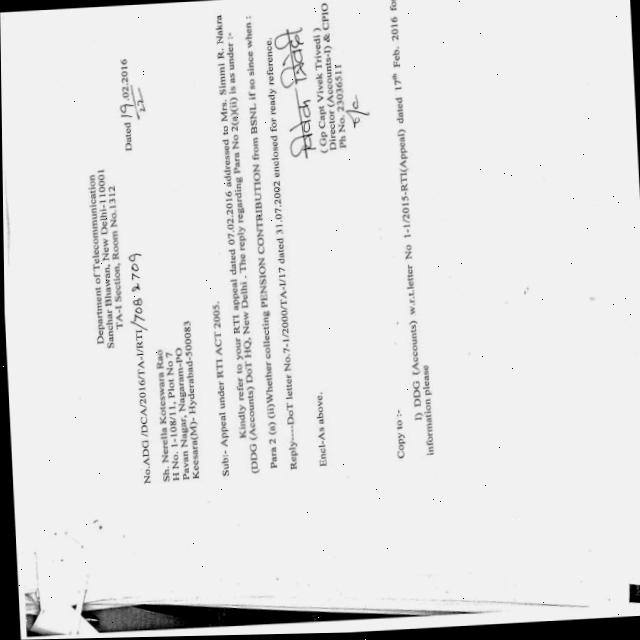 Department of Telecommunication
Sanchar Bhawan, New Delhi-110001
TA-I Section, Room No.1312
No.ADG /DCA/2016/TA-I/RTI/708.2709
Dated 19.02.2016
22
Sh. Nerella Koteswara Rao
H No. 1-108/11, Plot No 7
Pavan Nagar, Nagaram-PO
Keesara(M)- Hyderabad-500083
Sub:- Appeal under RTI ACT 2005.
Kindly refer to your RTI appeal dated 07.02.2016 addressed to Mrs. Simmi R. Nakra
(DDG (Accounts) DoT HQ, New Delhi . The reply regarding Para No 2(a)(ii) is as under :-
Para 2 (a) (ii)Whether collecting PENSION CONTRIBUTION from BSNL if so since when :
Reply----DoT letter No.7-1/2000/TA-I/17 dated 31.07.2002 enclosed for ready reference.
विवेक त्रिवेदी
( Gp Capt Vivek Trivedi )
Director (Accounts-I) & CPIO
Ph No. 23036511
o/c
Encl-As above.
Copy to :-
1) DDG (Accounts) w.r.t.letter No 1-1/2015-RTI(Appeal) dated 17th Feb. 2016 for
information please